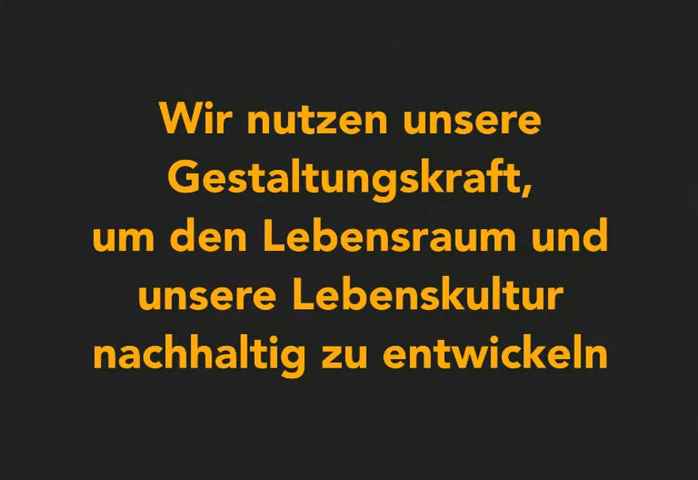 Wir nutzen unsere
Gestaltungskraft,
um den Lebensraum und
unsere Lebenskultur
nachhaltig zu entwickeln